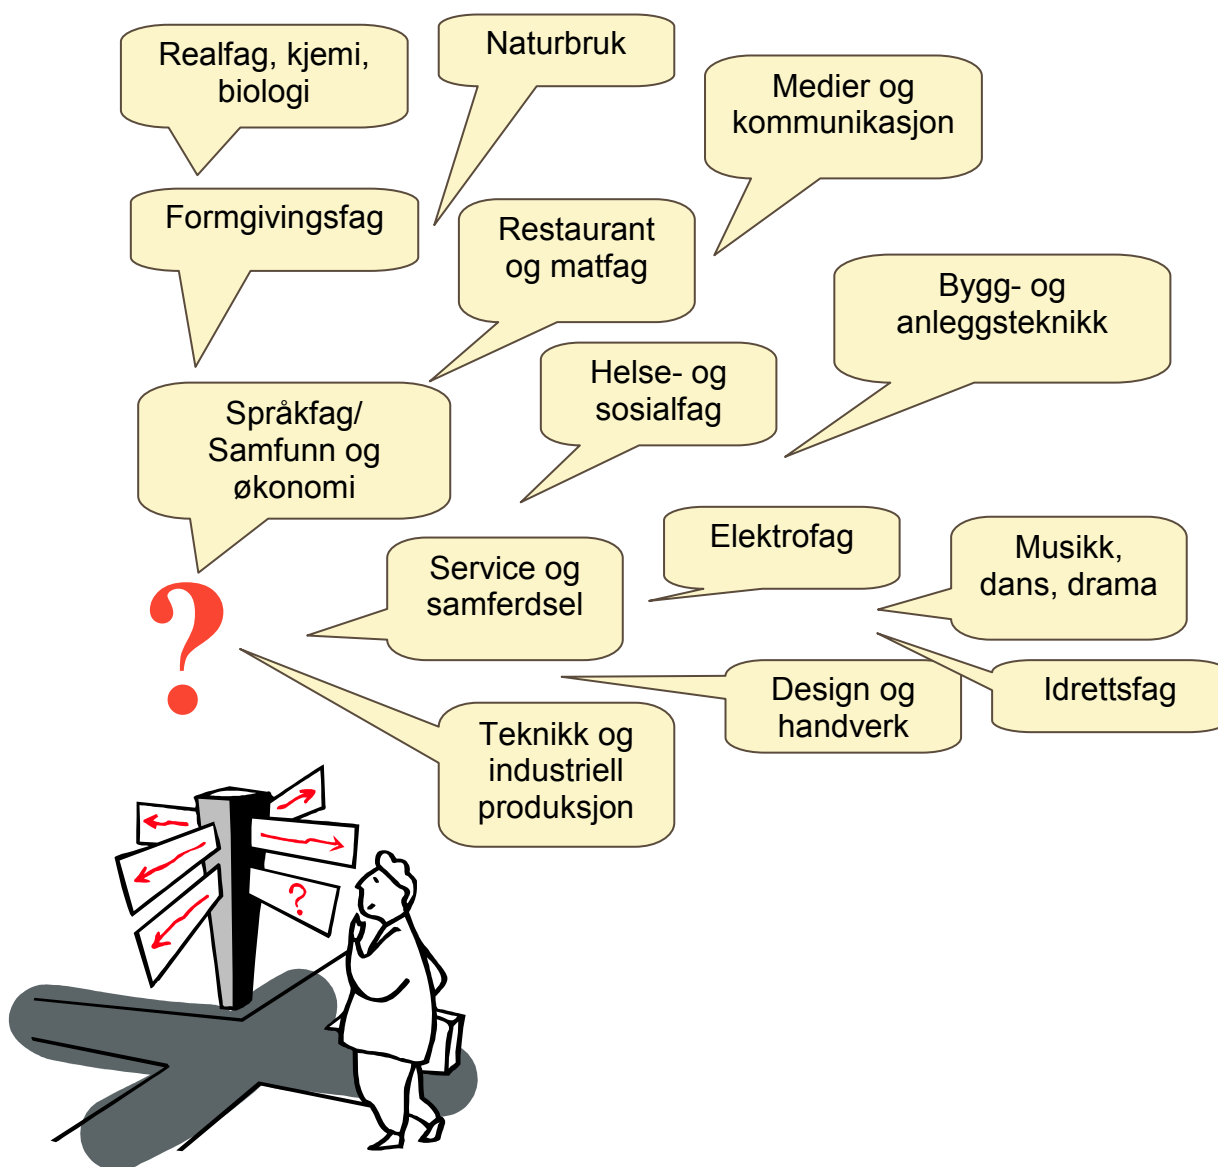 Realfag, kjemi,
biologi
Naturbruk
Medier og
kommunikasjon
Formgivingsfag
Restaurant
og matfag
Bygg- og
anleggsteknikk
Helse- og
sosialfag
Språkfag/
Samfunn og
økonomi
Elektrofag
Musikk,
dans, drama
Service og
samferdsel
?
Design og
handverk
Idrettsfag
Teknikk og
industriell
produksjon
?